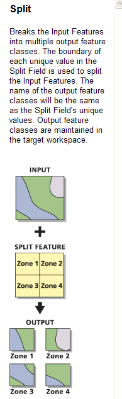 Split
Breaks the Input Features
into multiple output feature
classes. The boundary of
each unique value in the
Split Field is used to split
the Input Features. The
name of the output feature
classes will be the same
as the Split Field's unique
values. Output feature
classes are maintained in
the target workspace.
INPUT
+
SPLIT FEATURE
Zone 1 Zone 2
Zone 3 Zone 4
OUTPUT
Zone 1 Zone 2
Zone 3 Zone 4